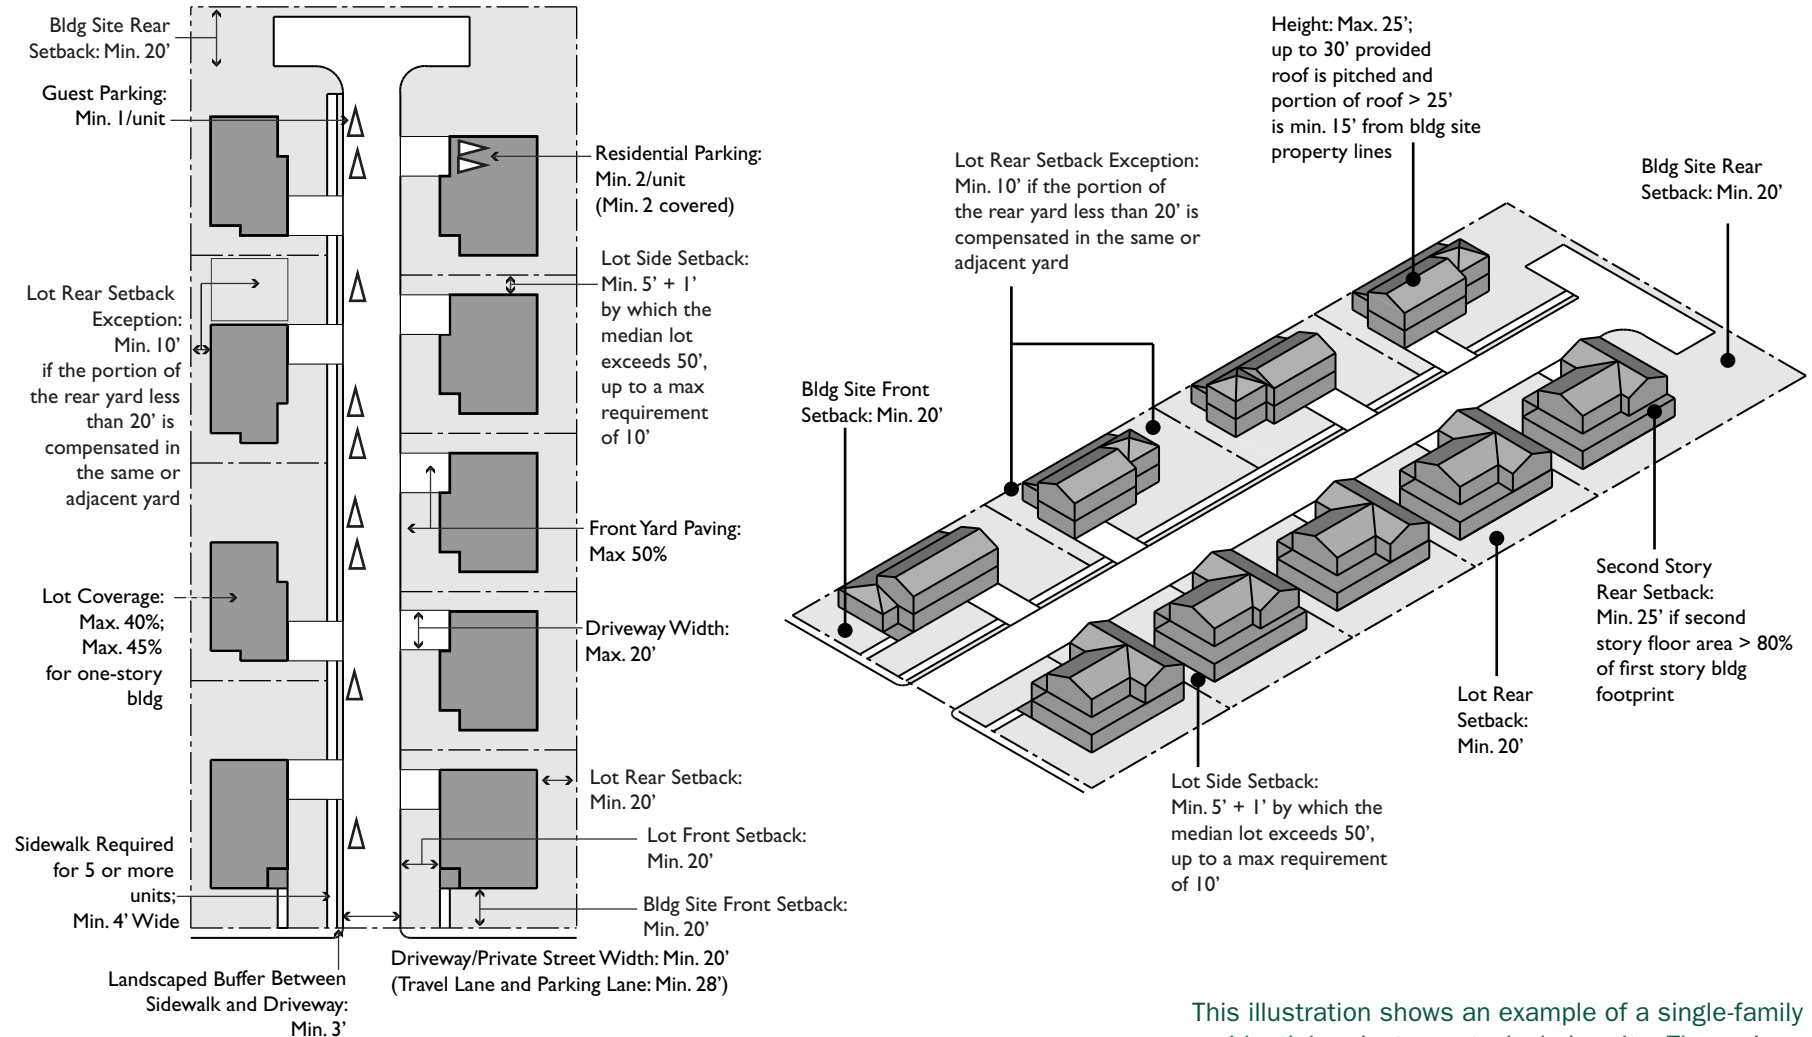 Bldg Site Rear
Setback: Min. 20’
Guest Parking:
Min. 1/unit
Lot Rear Setback
Exception:
Min. 10’
if the portion of
the rear yard less
than 20’ is
compensated in
the same or
adjacent yard
Lot Coverage:
Max. 40%;
Max. 45%
for one-story
bldg
Sidewalk Required
for 5 or more
units;
Min. 4’ Wide
Landscaped Buffer Between
Sidewalk and Driveway:
Min. 3’
Residential Parking:
Min. 2/unit
(Min. 2 covered)
Lot Side Setback:
Min. 5’ + 1’
by which the
median lot
exceeds 50’,
up to a max
requirement
of 10’
Front Yard Paving:
Max 50%
Driveway Width:
Max. 20’
Lot Rear Setback:
Min. 20’
Lot Front Setback:
Min. 20’
Bldg Site Front Setback:
Min. 20’
Driveway/Private Street Width: Min. 20’
(Travel Lane and Parking Lane: Min. 28’)
Height: Max. 25’;
up to 30’ provided
roof is pitched and
portion of roof > 25’
is min. 15’ from bldg site
property lines
Lot Rear Setback Exception:
Min. 10’ if the portion of
the rear yard less than 20’ is
compensated in the same or
adjacent yard
Bldg Site Rear
Setback: Min. 20’
Bldg Site Front
Setback: Min. 20’
Second Story
Rear Setback:
Min. 25’ if second
story floor area > 80%
of first story bldg
footprint
Lot Rear
Setback:
Min. 20’
Lot Side Setback:
Min. 5’ + 1’ by which the
median lot exceeds 50’,
up to a max requirement
of 10’
This illustration shows an example of a single-family